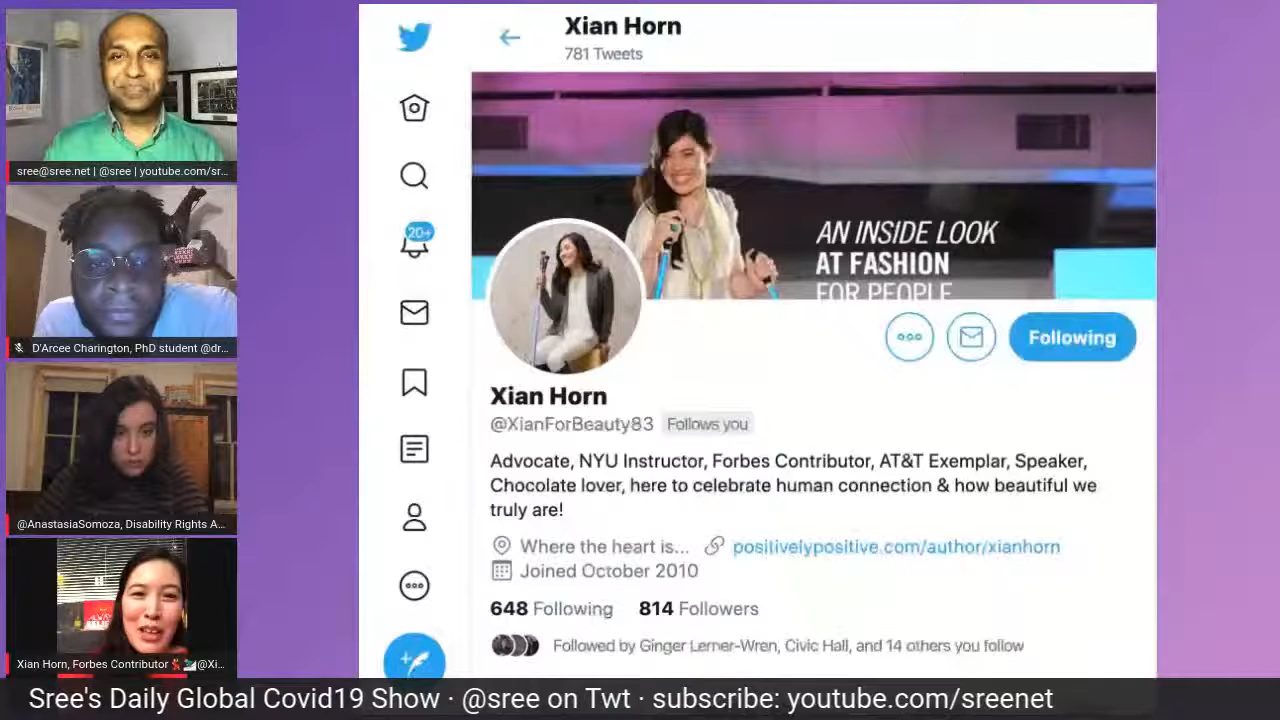 sree@sree.net | @sree | youtube.com/sr...
D'Arcee Charington, PhD student @dr...
@AnastasiaSomoza, Disability Rights A...
Xian Horn, Forbes Contributor💃🏻🎿@Xi...
Xian Horn
781 Tweets
AN INSIDE LOOK
AT FASHION
FOR PEOPLE
20+
Following
Xian Horn
@XianForBeauty83 Follows you
Advocate, NYU Instructor, Forbes Contributor, AT&T Exemplar, Speaker,
Chocolate lover, here to celebrate human connection & how beautiful we
truly are!
Where the heart is... positivelypositive.com/author/xianhorn
Joined October 2010
648 Following 814 Followers
Followed by Ginger Lerner-Wren, Civic Hall, and 14 others you follow
Sree's Daily Global Covid19 Show · @sree on Twt · subscribe: youtube.com/sreenet